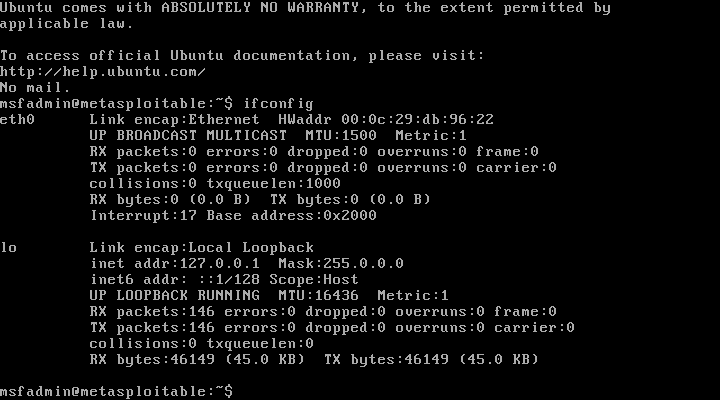 Ubuntu comes with ABSOLUTELY NO WARRANTY, to the extent permitted by
applicable law.
To access official Ubuntu documentation, please visit:
http://help.ubuntu.com/
No mail.
msfadmin@metasploitable:~$ ifconfig
eth0      Link encap:Ethernet  HWaddr 00:0c:29:db:96:22
          UP BROADCAST MULTICAST  MTU:1500  Metric:1
          RX packets:0 errors:0 dropped:0 overruns:0 frame:0
          TX packets:0 errors:0 dropped:0 overruns:0 carrier:0
          collisions:0 txqueuelen:1000
          RX bytes:0 (0.0 B)  TX bytes:0 (0.0 B)
          Interrupt:17 Base address:0x2000
lo        Link encap:Local Loopback
          inet addr:127.0.0.1  Mask:255.0.0.0
          inet6 addr: ::1/128 Scope:Host
          UP LOOPBACK RUNNING  MTU:16436  Metric:1
          RX packets:146 errors:0 dropped:0 overruns:0 frame:0
          TX packets:146 errors:0 dropped:0 overruns:0 carrier:0
          collisions:0 txqueuelen:0
          RX bytes:46149 (45.0 KB)  TX bytes:46149 (45.0 KB)
msfadmin@metasploitable:~$